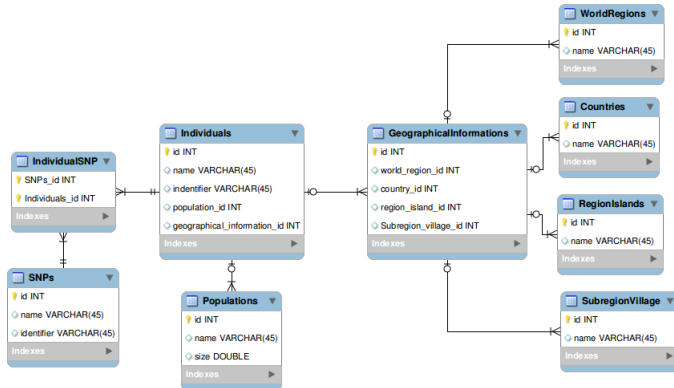 WorldRegions
id INT
name VARCHAR(45)
Indexes
Countries
id INT
name VARCHAR(45)
Indexes
Individuals
id INT
name VARCHAR(45)
indentifier VARCHAR(45)
population_id INT
geographical_information_id INT
Indexes
GeographicalInformations
id INT
world_region_id INT
country_id INT
region_island_id INT
Subregion_village_id INT
Indexes
IndividualSNP
SNPs_id INT
Individuals_id INT
Indexes
RegionIslands
id INT
name VARCHAR(45)
Indexes
SNPs
id INT
name VARCHAR(45)
identifier VARCHAR(45)
Indexes
Populations
id INT
name VARCHAR(45)
size DOUBLE
Indexes
SubregionVillage
id INT
name VARCHAR(45)
Indexes